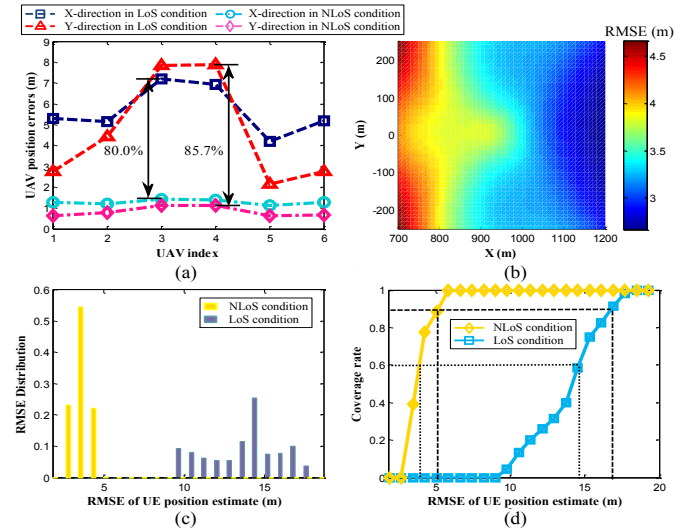 X-direction in LoS condition
X-direction in NLoS condition
Y-direction in LoS condition
Y-direction in NLoS condition
UAV position errors (m)
9
8
7
6
5
4
3
2
1
0
80.0%
85.7%
1 2 3 4 5 6
UAV index
(a)
RMSE (m)
Y (m)
200
100
0
-100
-200
700 800 900 1000 1100 1200
X (m)
4.5
4
3.5
3
(b)
RMSE Distribution
0.6
0.5
0.4
0.3
0.2
0.1
0
NLoS condition
LoS condition
5 10 15
RMSE of UE position estimate (m)
(c)
Coverage rate
1
0.8
0.6
0.4
0.2
0
NLoS condition
LoS condition
5 10 15 20
RMSE of UE position estimate (m)
(d)